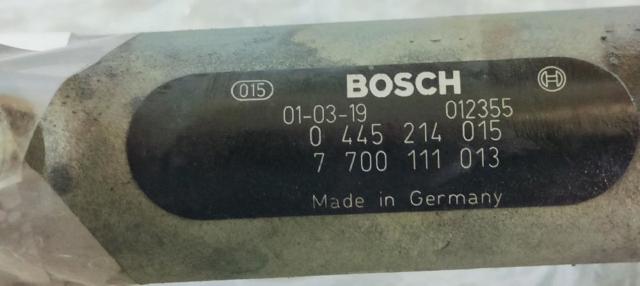 015 BOSCH
01-03-19 012355
0 445 214 015
7 700 111 013
Made in Germany